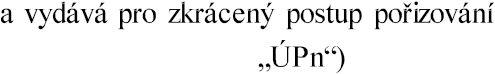 a vydává pro zkrácený postup pořizování
„ÚPn“)